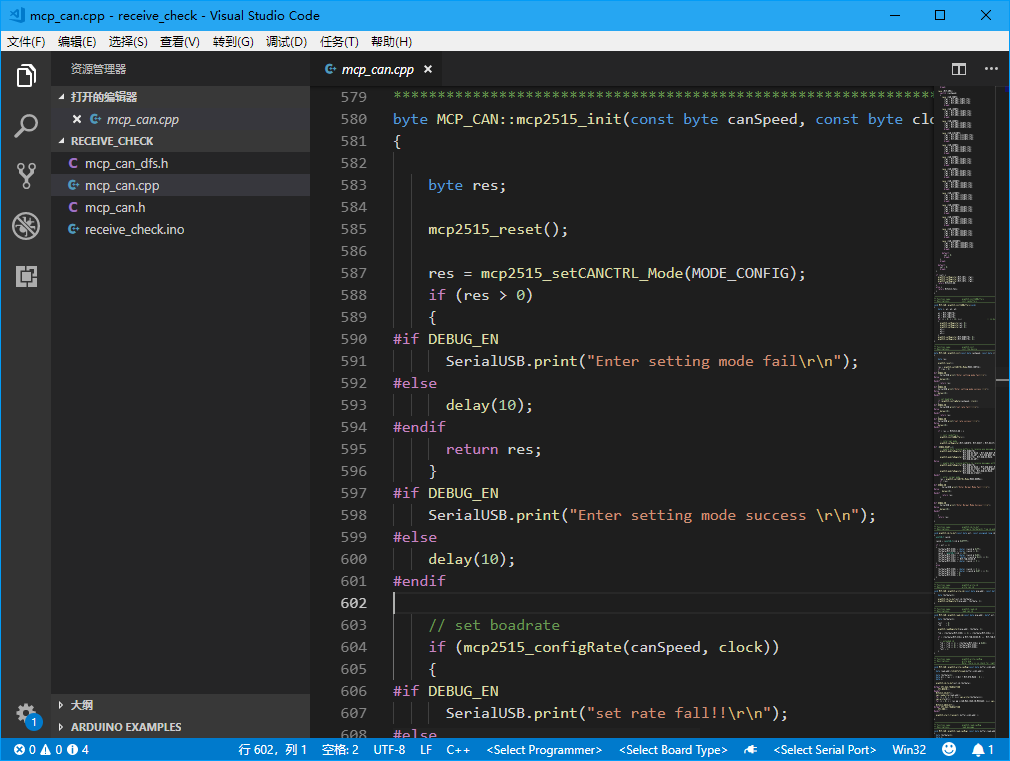 mcp_can.cpp - receive_check - Visual Studio Code
文件(F) 编辑(E) 选择(S) 查看(V) 转到(G) 调试(D) 任务(T) 帮助(H)
资源管理器
打开的编辑器
mcp_can.cpp
RECEIVE_CHECK
mcp_can_dfs.h
mcp_can.cpp
mcp_can.h
receive_check.ino
大纲
ARDUINO EXAMPLES
1
mcp_can.cpp
579 *************************************************************
580 byte MCP_CAN::mcp2515_init(const byte canSpeed, const byte clo
581 {
582
583 byte res;
584
585 mcp2515_reset();
586
587 res = mcp2515_setCANCTRL_Mode(MODE_CONFIG);
588 if (res > 0)
589 {
590 #if DEBUG_EN
591 SerialUSB.print("Enter setting mode fail\r\n");
592 #else
593 delay(10);
594 #endif
595 return res;
596 }
597 #if DEBUG_EN
598 SerialUSB.print("Enter setting mode success \r\n");
599 #else
600 delay(10);
601 #endif
602
603 // set boadrate
604 if (mcp2515_configRate(canSpeed, clock))
605 {
606 #if DEBUG_EN
607 SerialUSB.print("set rate fall!!\r\n");
608 #else
0 0 4 行 602，列 1 空格: 2 UTF-8 LF C++ <Select Programmer> <Select Board Type> <Select Serial Port> Win32 1